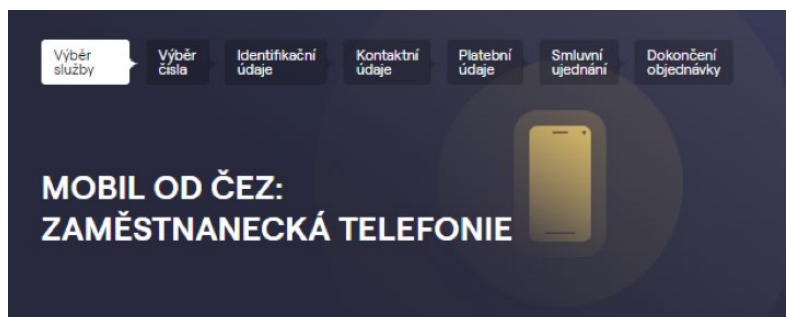 Výběr
služby
Výběr
čísla
Identifikační
údaje
Kontaktní
údaje
Platební
údaje
Smluvní
ujednání
Dokončení
objednávky
MOBIL OD ČEZ:
ZAMĚSTNANECKÁ TELEFONIE